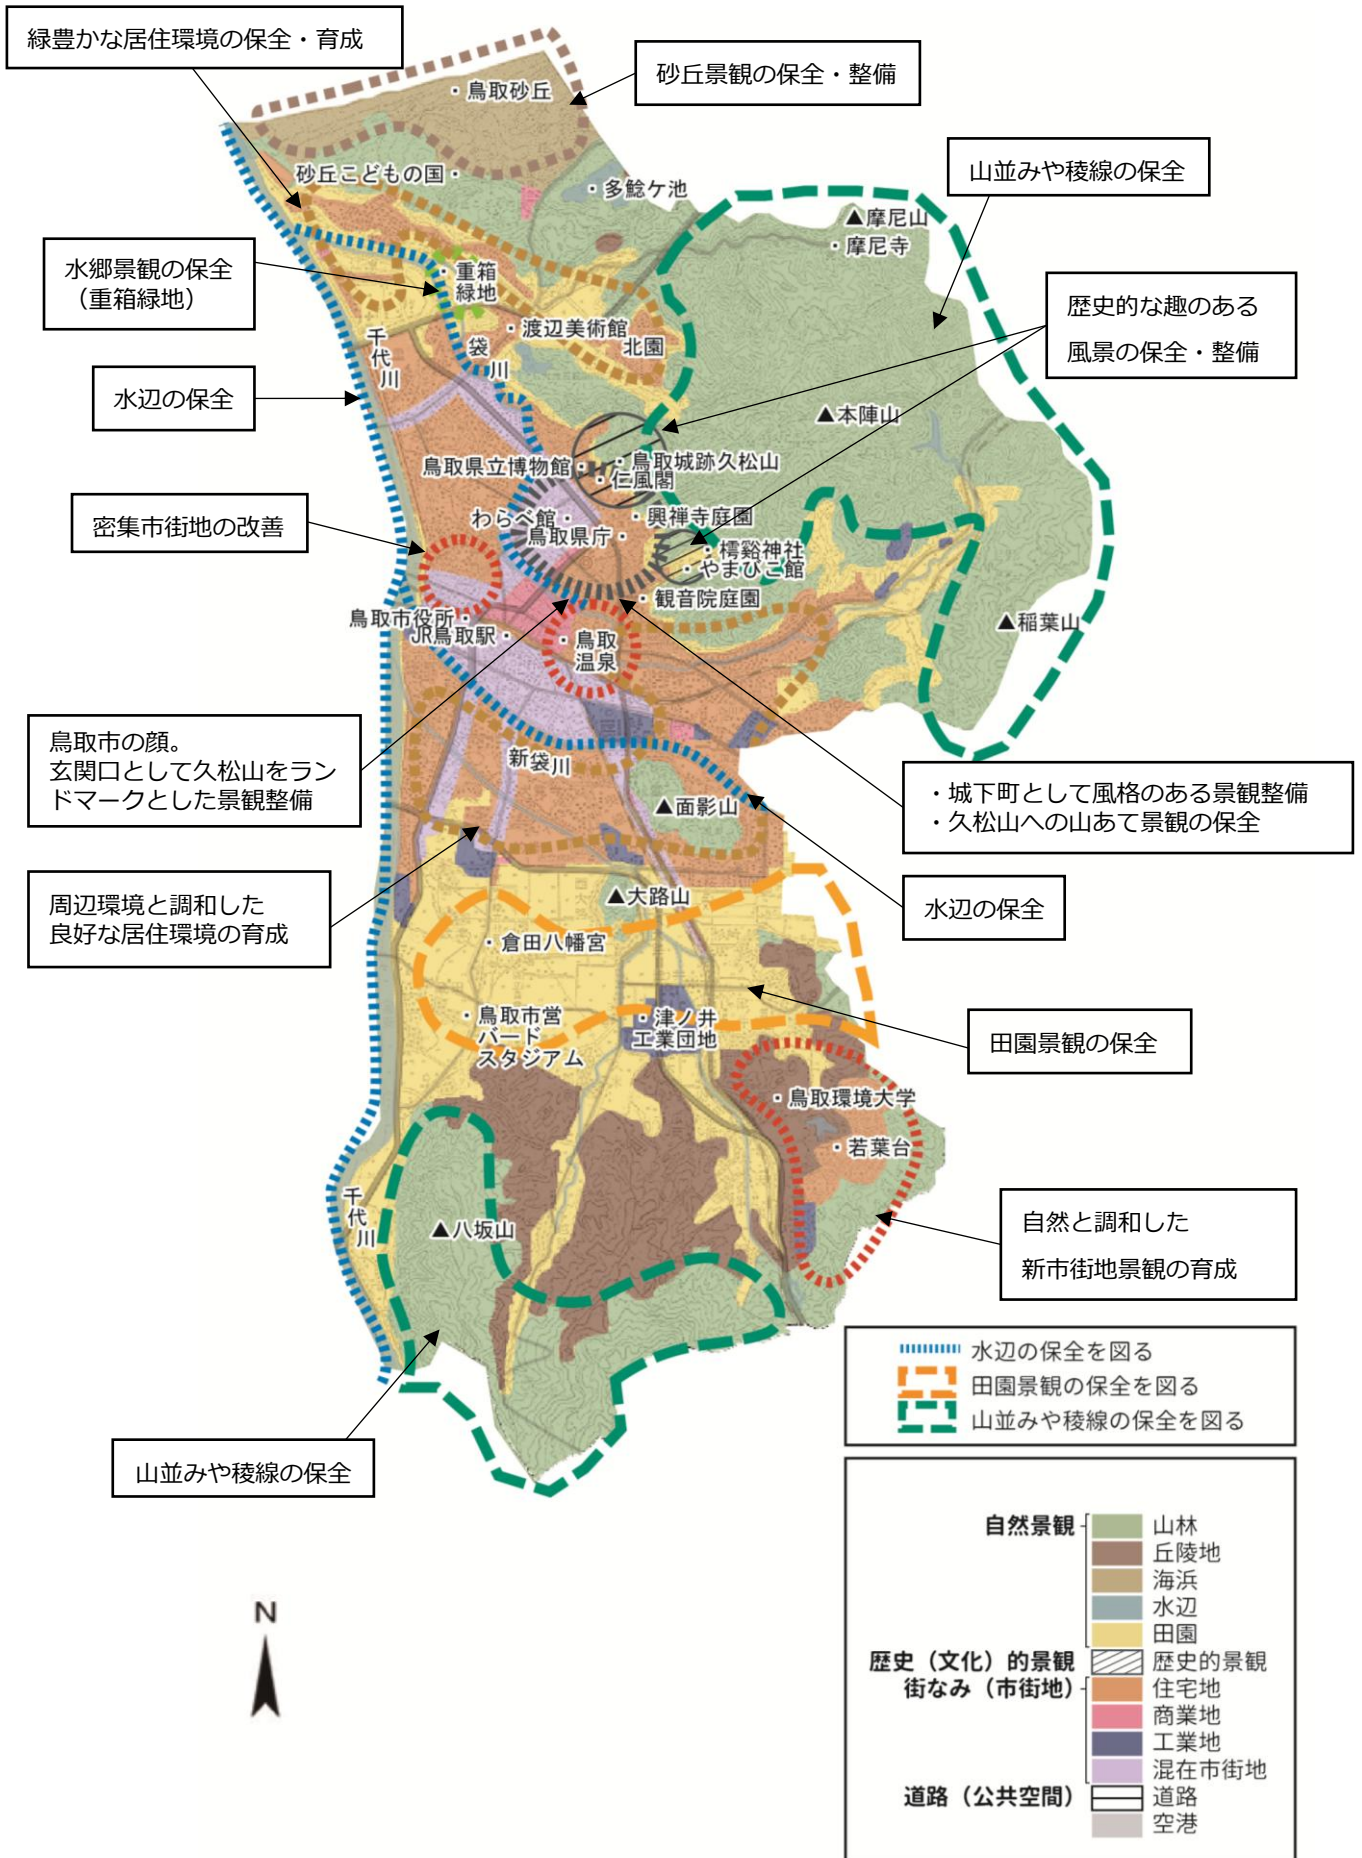 緑豊かな居住環境の保全・育成
砂丘景観の保全・整備
・鳥取砂丘
山並みや稜線の保全
砂丘こどもの国・
・多鯰ケ池
▲摩尼山
・摩尼寺
水郷景観の保全
（重箱緑地）
・重箱
緑地
歴史的な趣のある
風景の保全・整備
・渡辺美術館
北園
袋川
千代川
水辺の保全
▲本陣山
鳥取県立博物館・
・鳥取城跡久松山
・仁風閣
密集市街地の改善
わらべ館・
鳥取県庁・
・興禅寺庭園
・樗谿神社
・やまびこ館
・観音院庭園
鳥取市役所・
JR鳥取駅・
・鳥取
温泉
▲稲葉山
鳥取市の顔。
玄関口として久松山をラン
ドマークとした景観整備
新袋川
▲面影山
・城下町として風格のある景観整備
・久松山への山あて景観の保全
周辺環境と調和した
良好な居住環境の育成
▲大路山
水辺の保全
・倉田八幡宮
・鳥取市営
バード
スタジアム
・津ノ井
工業団地
田園景観の保全
・鳥取環境大学
・若葉台
千代川
▲八坂山
自然と調和した
新市街地景観の育成
山並みや稜線の保全
水辺の保全を図る
田園景観の保全を図る
山並みや稜線の保全を図る
自然景観
山林
丘陵地
海浜
水辺
田園
歴史（文化）的景観
歴史的景観
街なみ（市街地）
住宅地
商業地
工業地
混在市街地
道路（公共空間）
道路
空港
N